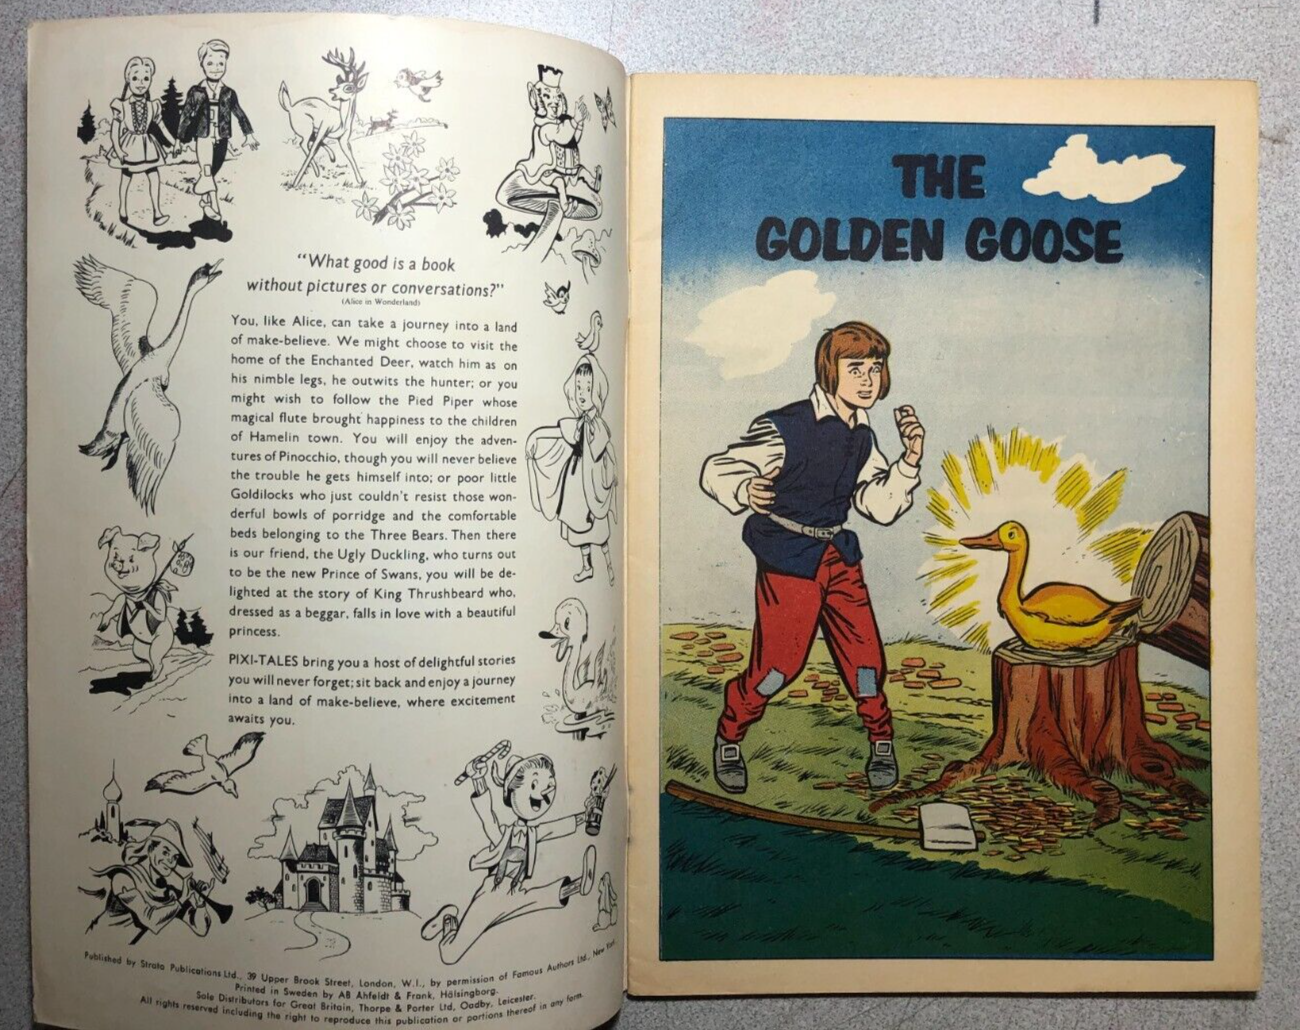 "What good is a book
without pictures or conversations?"
(Alice in Wonderland)
You, like Alice, can take a journey into a land
of make-believe. We might choose to visit the
home of the Enchanted Deer, watch him as on
his nimble legs, he outwits the hunter; or you
might wish to follow the Pied Piper whose
magical flute brought happiness to the children
of Hamelin town. You will enjoy the adven-
tures of Pinocchio, though you will never believe
the trouble he gets himself into; or poor little
Goldilocks who just couldn't resist those won-
derful bowls of porridge and the comfortable
beds belonging to the Three Bears. Then there
is our friend, the Ugly Duckling, who turns out
to be the new Prince of Swans, you will be de-
lighted at the story of King Thrushbeard who,
dressed as a beggar, falls in love with a beautiful
princess.
PIXI-TALES bring you a host of delightful stories
you will never forget; sit back and enjoy a journey
into a land of make-believe, where excitement
awaits you.
Published by Strato Publications Ltd., 39 Upper Brook Street, London, W.1., by permission of Famous Authors Ltd., New York.
Printed in Sweden by AB Ahfeldt & Frank, Hälsingborg.
Sole Distributors for Great Britain, Thorpe & Porter Ltd, Oadby, Leicester.
All rights reserved including the right to reproduce this publication or portions thereof in any form.
THE
GOLDEN GOOSE